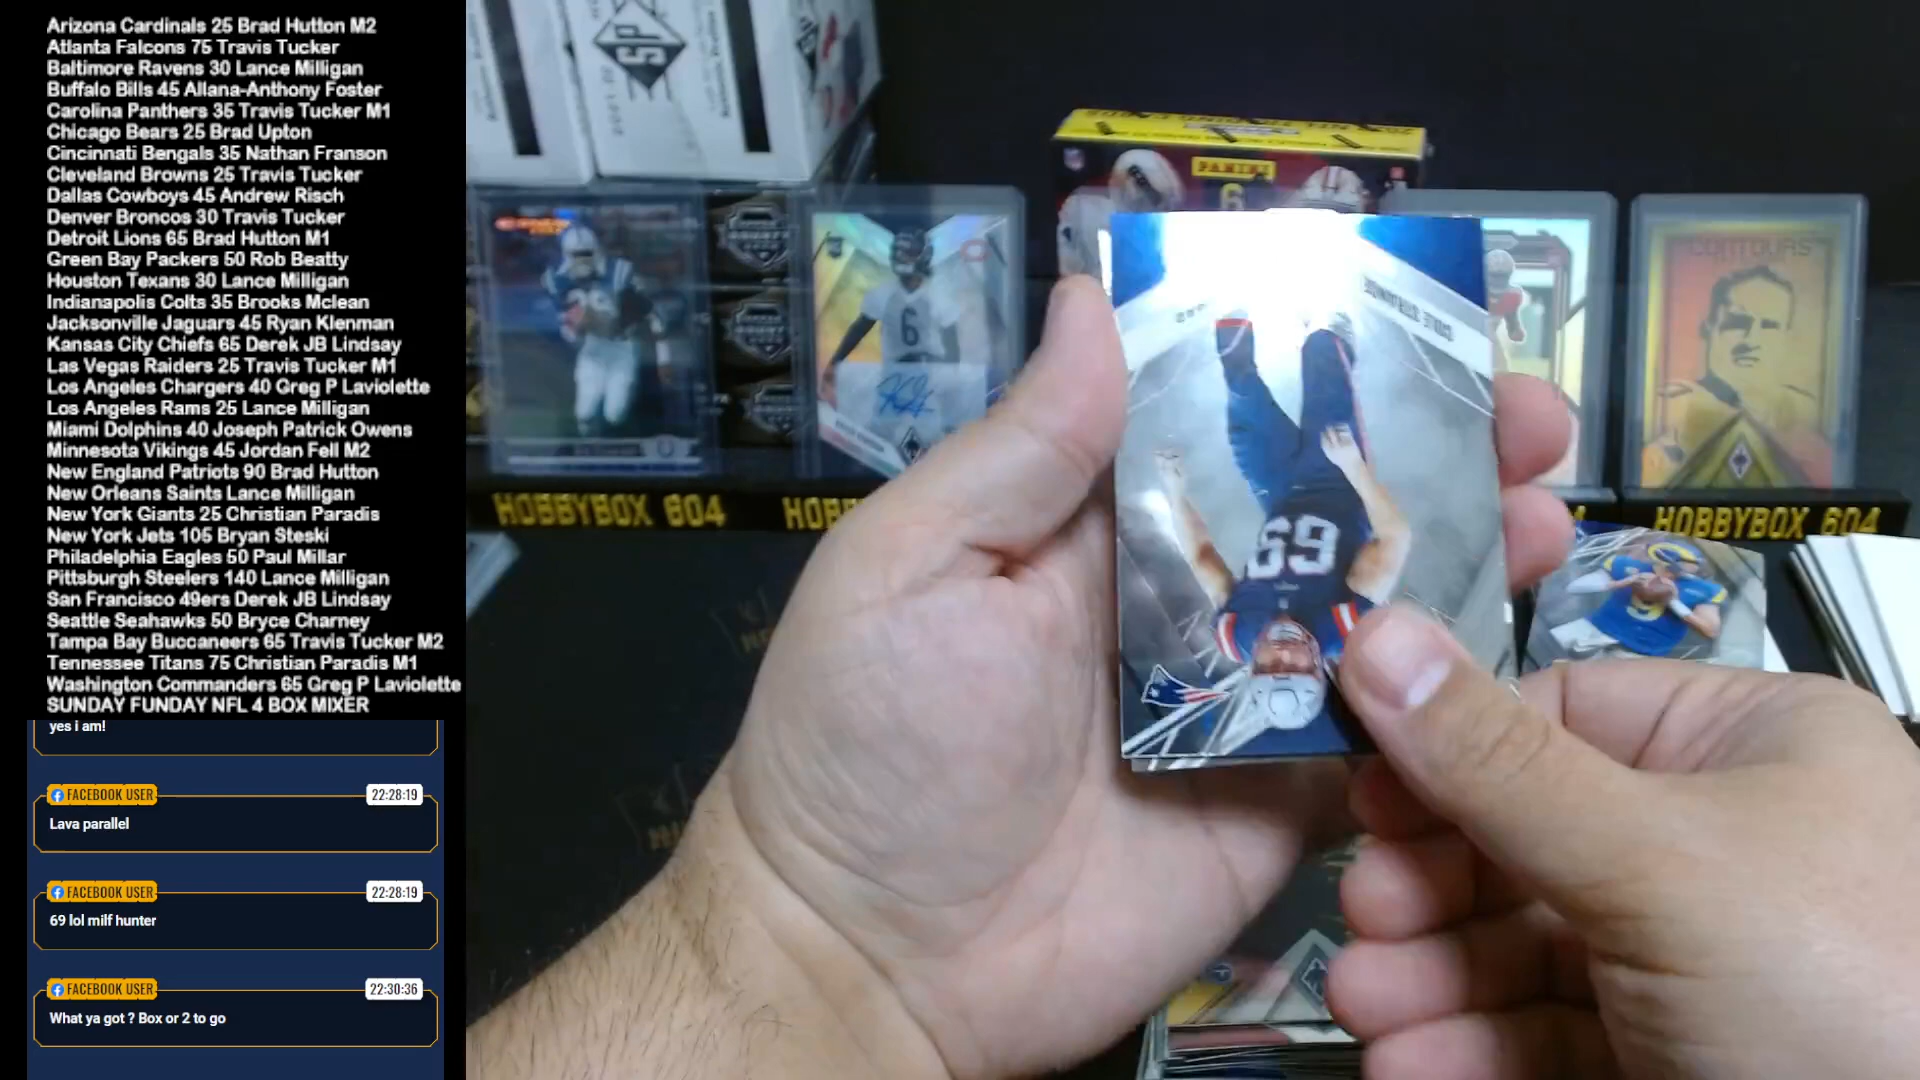 Arizona Cardinals 25 Brad Hutton M2
Atlanta Falcons 75 Travis Tucker
Baltimore Ravens 30 Lance Milligan
Buffalo Bills 45 Allana-Anthony Foster
Carolina Panthers 35 Travis Tucker M1
Chicago Bears 25 Brad Upton
Cincinnati Bengals 35 Nathan Franson
Cleveland Browns 25 Travis Tucker
Dallas Cowboys 45 Andrew Risch
Denver Broncos 30 Travis Tucker
Detroit Lions 65 Brad Hutton M1
Green Bay Packers 50 Rob Beatty
Houston Texans 30 Lance Milligan
Indianapolis Colts 35 Brooks Mclean
Jacksonville Jaguars 45 Ryan Klenman
Kansas City Chiefs 65 Derek JB Lindsay
Las Vegas Raiders 25 Travis Tucker M1
Los Angeles Chargers 40 Greg P Laviolette
Los Angeles Rams 25 Lance Milligan
Miami Dolphins 40 Joseph Patrick Owens
Minnesota Vikings 45 Jordan Fell M2
New England Patriots 90 Brad Hutton
New Orleans Saints Lance Milligan
New York Giants 25 Christian Paradis
New York Jets 105 Bryan Steski
Philadelphia Eagles 50 Paul Millar
Pittsburgh Steelers 140 Lance Milligan
San Francisco 49ers Derek JB Lindsay
Seattle Seahawks 50 Bryce Charney
Tampa Bay Buccaneers 65 Travis Tucker M2
Tennessee Titans 75 Christian Paradis M1
Washington Commanders 65 Greg P Laviolette
SUNDAY FUNDAY NFL 4 BOX MIXER
yes i am!
FACEBOOK USER 22:28:19
Lava parallel
FACEBOOK USER 22:28:19
69 lol milf hunter
FACEBOOK USER 22:30:36
What ya got ? Box or 2 to go
SP
PANINI
6
6
CONTOURS
HOBBYBOX 604
HOBBYBOX 604
69
9